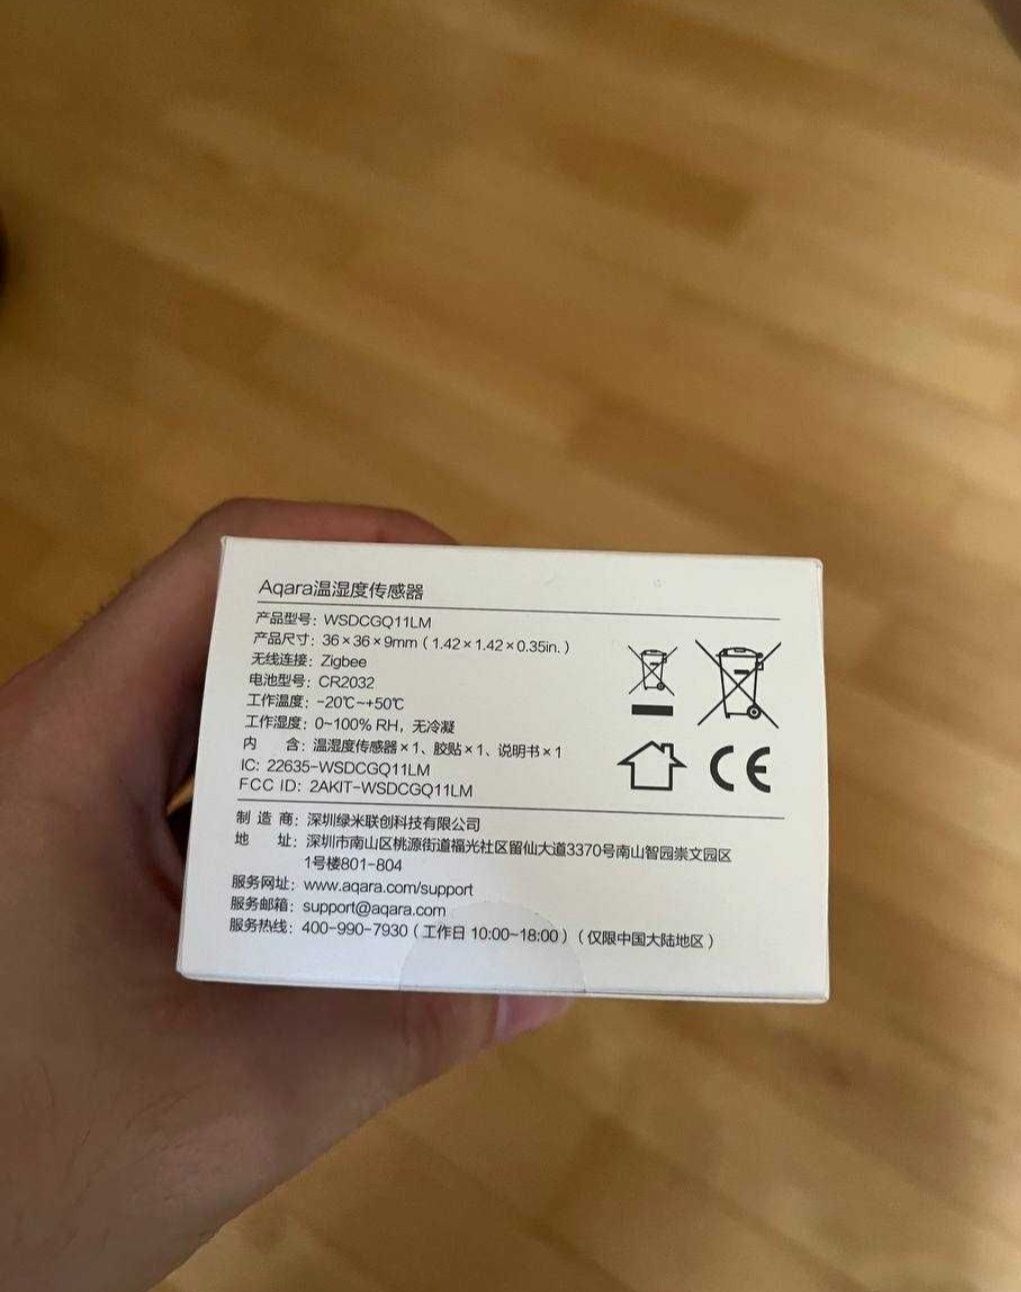 Aqara温湿度传感器
产品型号：WSDCGQ11LM
产品尺寸：36×36×9mm（1.42×1.42×0.35in.）
无线连接：Zigbee
电池型号：CR2032
工作温度：-20℃~+50℃
工作湿度：0~100% RH，无冷凝
内　　含：温湿度传感器×1、胶贴×1、说明书×1
IC: 22635-WSDCGQ11LM
FCC ID: 2AKIT-WSDCGQ11LM
CE
制 造 商：深圳绿米联创科技有限公司
地　　址：深圳市南山区桃源街道福光社区留仙大道3370号南山智园崇文园区
1号楼801-804
服务网址：www.aqara.com/support
服务邮箱：support@aqara.com
服务热线：400-990-7930（工作日 10:00~18:00）（仅限中国大陆地区）